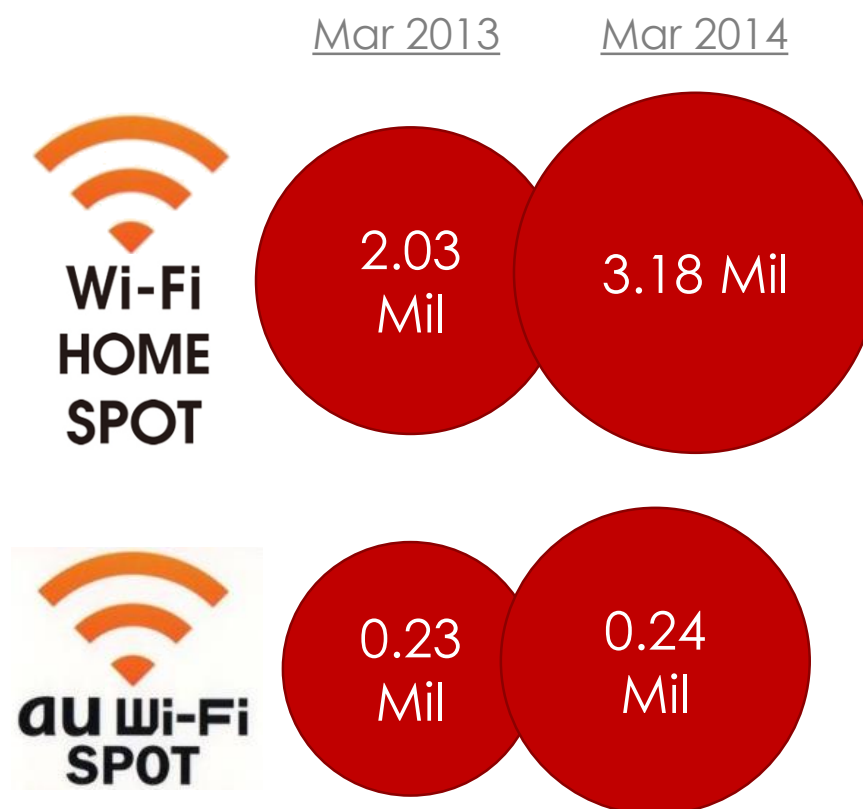 Mar 2013 Mar 2014
Wi-Fi
HOME
SPOT
2.03
Mil
3.18 Mil
au Wi-Fi
SPOT
0.23
Mil
0.24
Mil